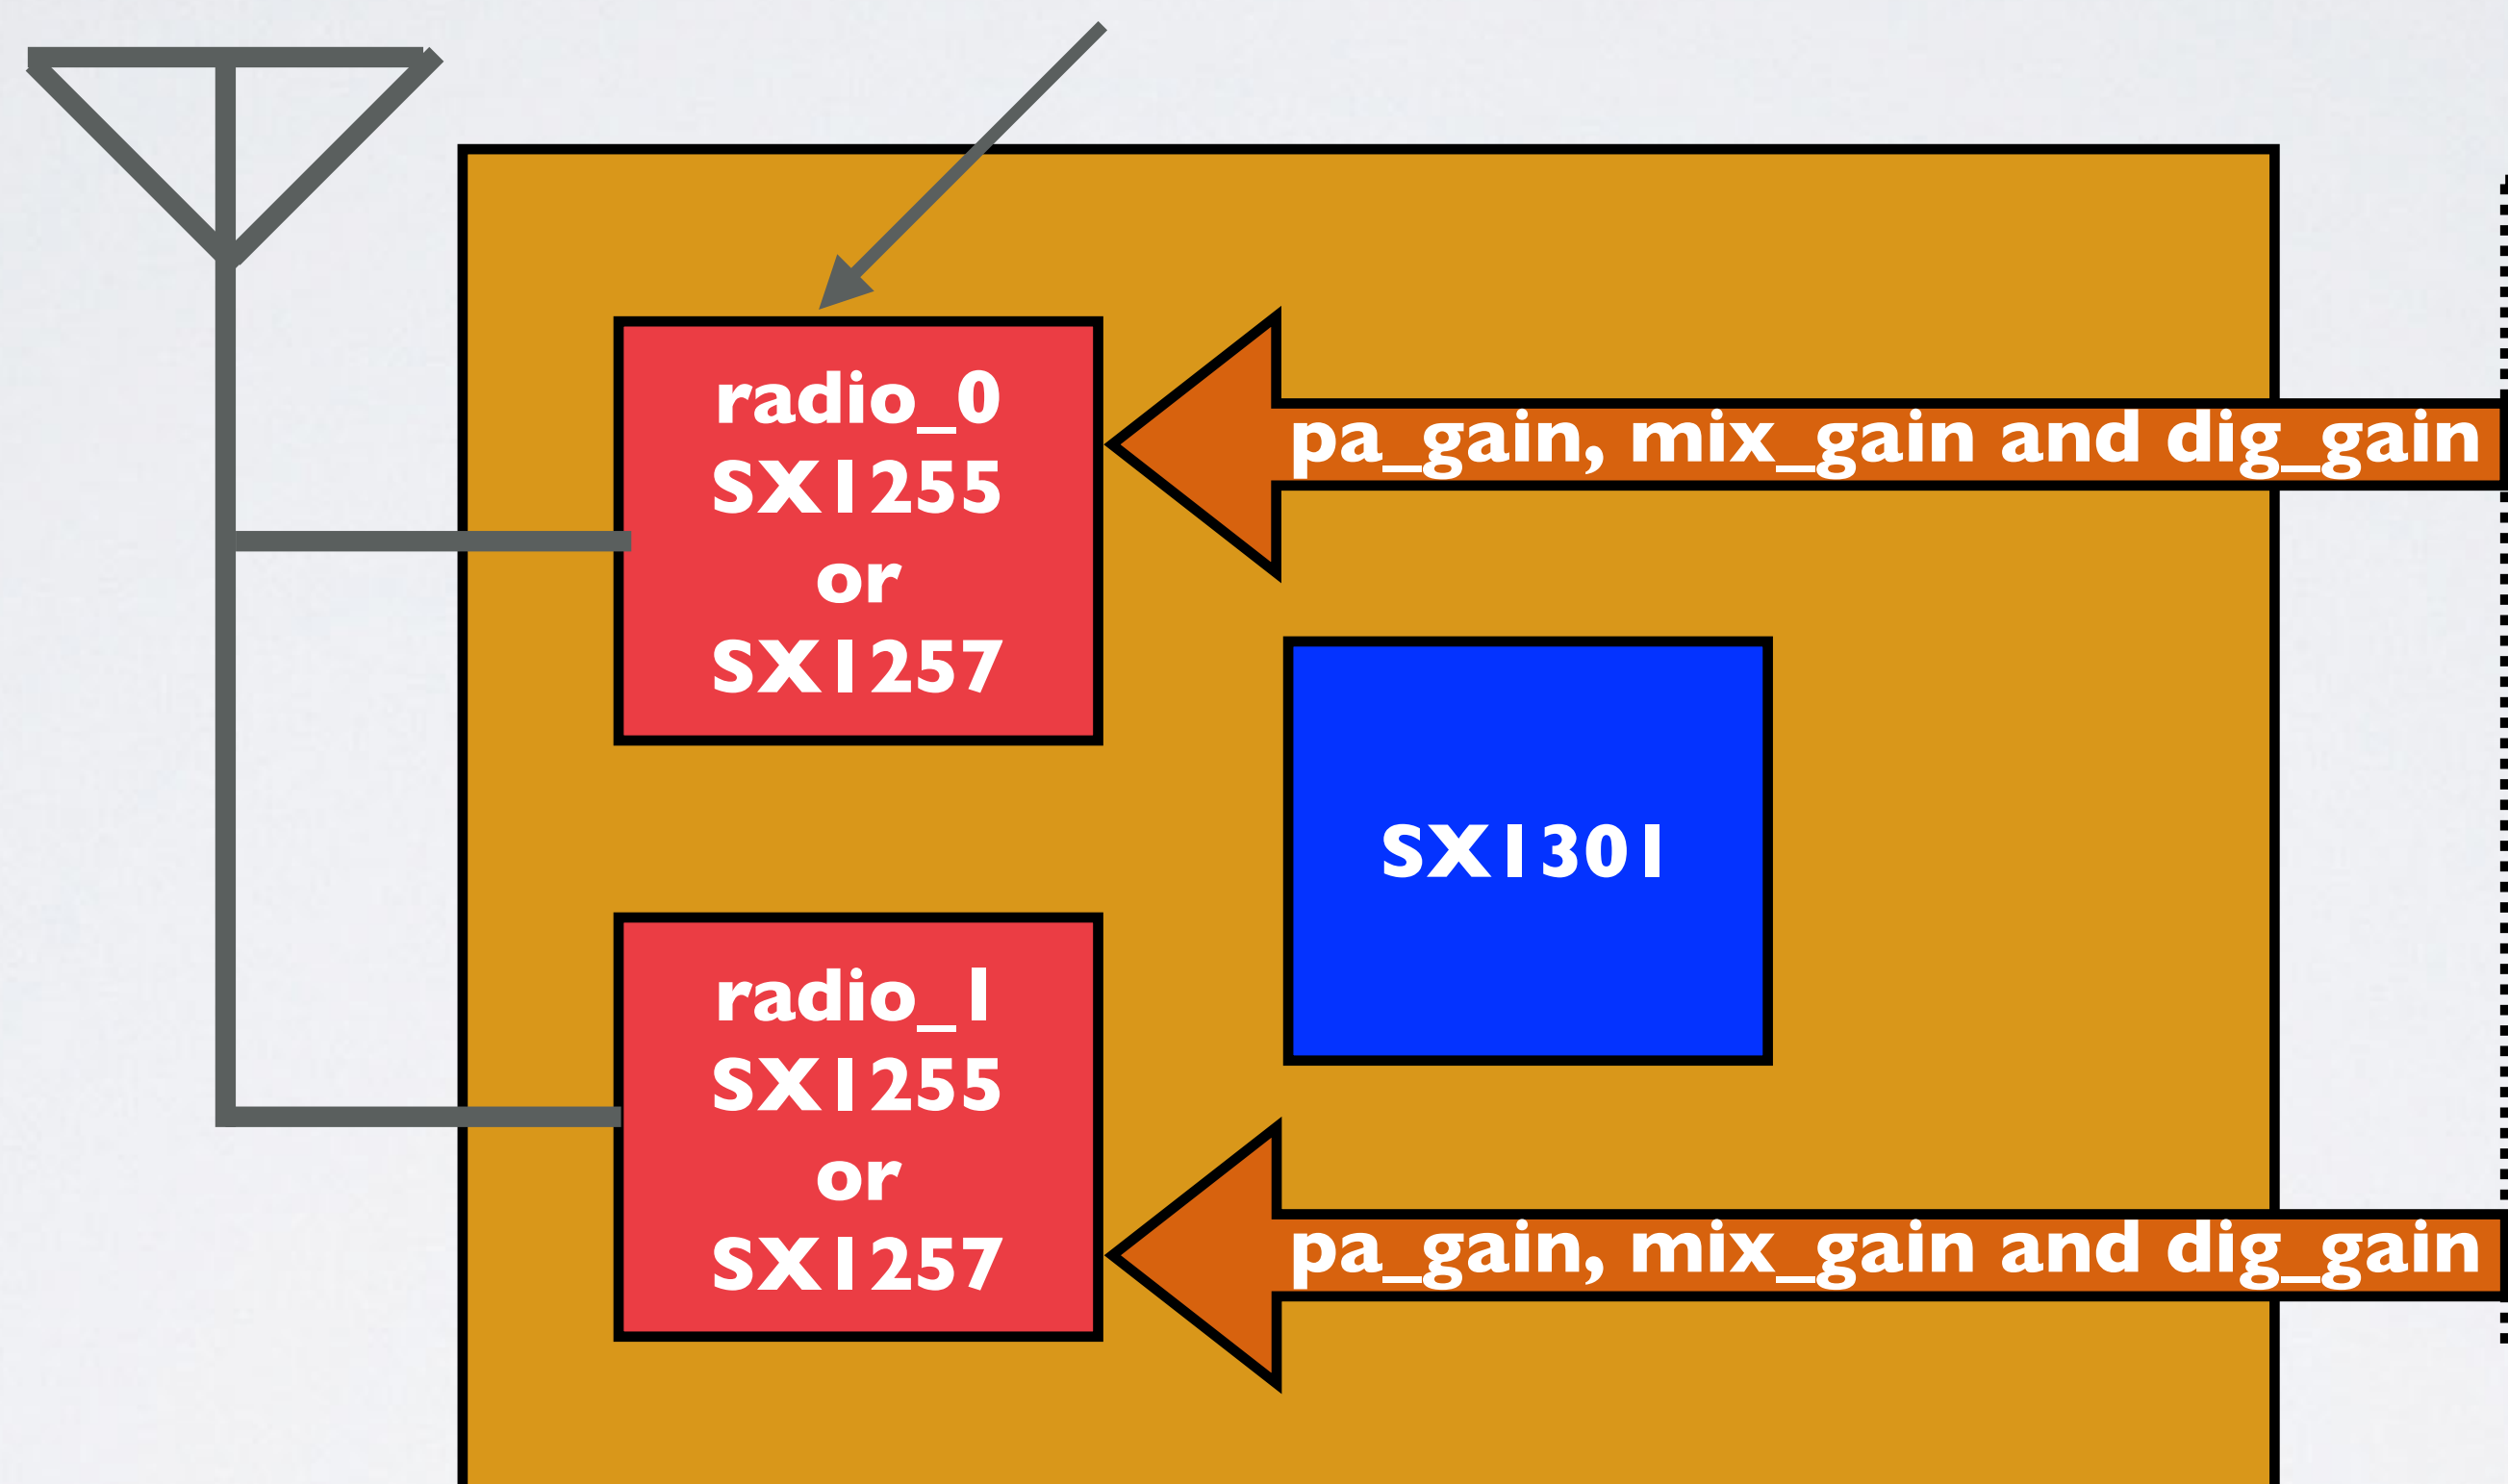 radio_0
SX1255
or
SX1257
pa_gain, mix_gain and dig_gain
SX1301
radio_1
SX1255
or
SX1257
pa_gain, mix_gain and dig_gain